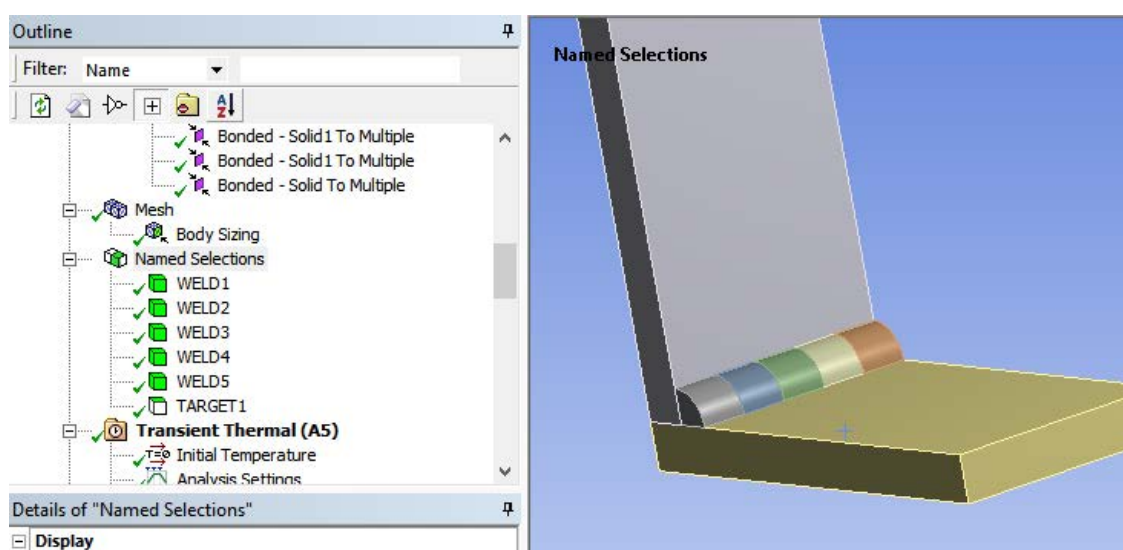 Outline
Filter: Name
Bonded - Solid1 To Multiple
Bonded - Solid1 To Multiple
Bonded - Solid To Multiple
Mesh
Body Sizing
Named Selections
WELD1
WELD2
WELD3
WELD4
WELD5
TARGET1
Transient Thermal (A5)
Initial Temperature
Analysis Settings
Details of "Named Selections"
Display
Named Selections